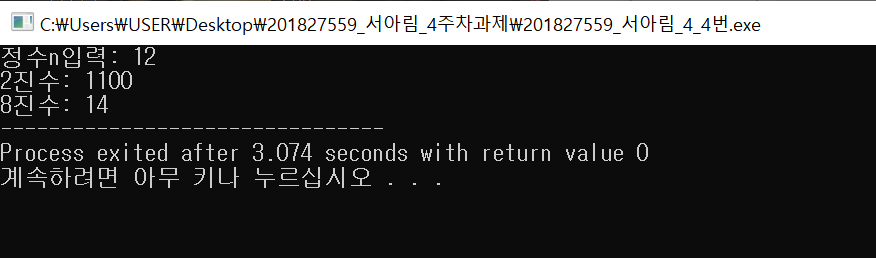 C:₩Users₩USER₩Desktop₩201827559_서아림_4주차과제₩201827559_서아림_4_4번.exe
정수n입력: 12
2진수: 1100
8진수: 14
--------------------------------
Process exited after 3.074 seconds with return value 0
계속하려면 아무 키나 누르십시오 . . .